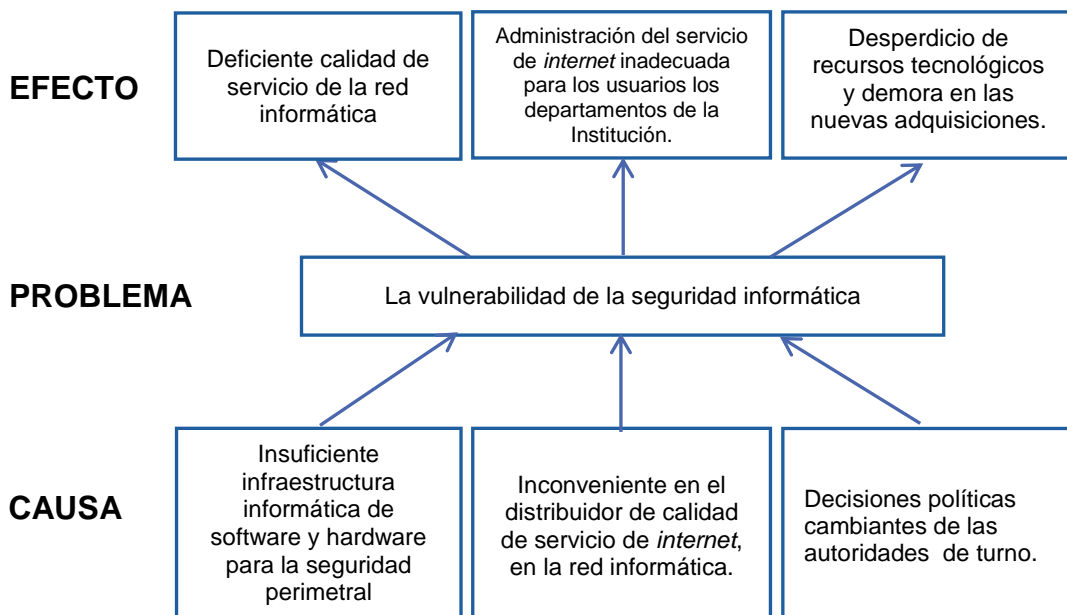 EFECTO
Deficiente calidad de
servicio de la red
informática
Administración del servicio
de internet inadecuada
para los usuarios los
departamentos de la
Institución.
Desperdicio de
recursos tecnológicos
y demora en las
nuevas adquisiciones.
PROBLEMA
La vulnerabilidad de la seguridad informática
CAUSA
Insuficiente
infraestructura
informática de
software y hardware
para la seguridad
perimetral
Inconveniente en el
distribuidor de calidad
de servicio de internet,
en la red informática.
Decisiones políticas
cambiantes de las
autoridades de turno.